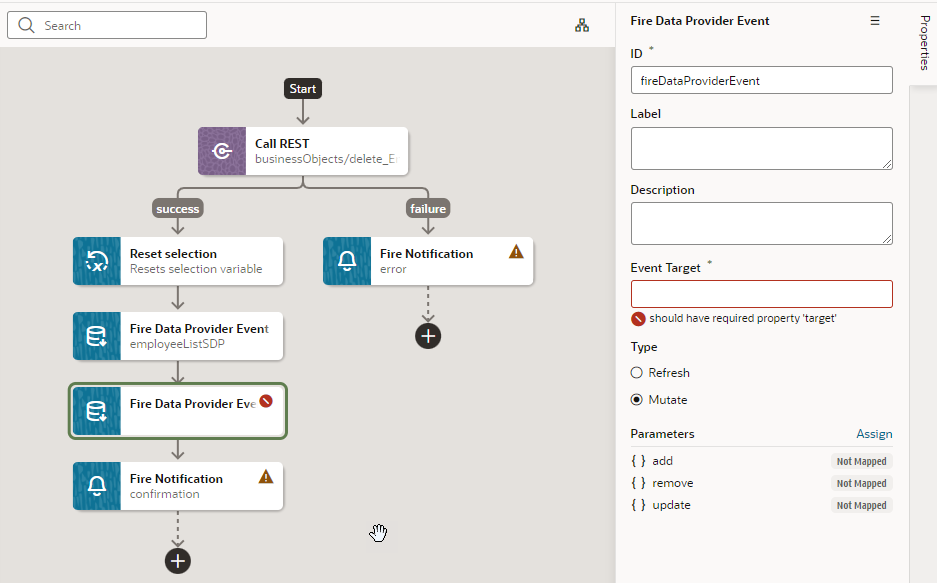 Search
Start
Call REST
businessObjects/delete_E
success
failure
Reset selection
Resets selection variable
Fire Notification
error
Fire Data Provider Event
employeeListSDP
Fire Data Provider Eve
Fire Notification
confirmation
Fire Data Provider Event
Properties
ID *
fireDataProviderEvent
Label
Description
Event Target *
should have required property 'target'
Type
Refresh
Mutate
Parameters Assign
{ } add Not Mapped
{ } remove Not Mapped
{ } update Not Mapped